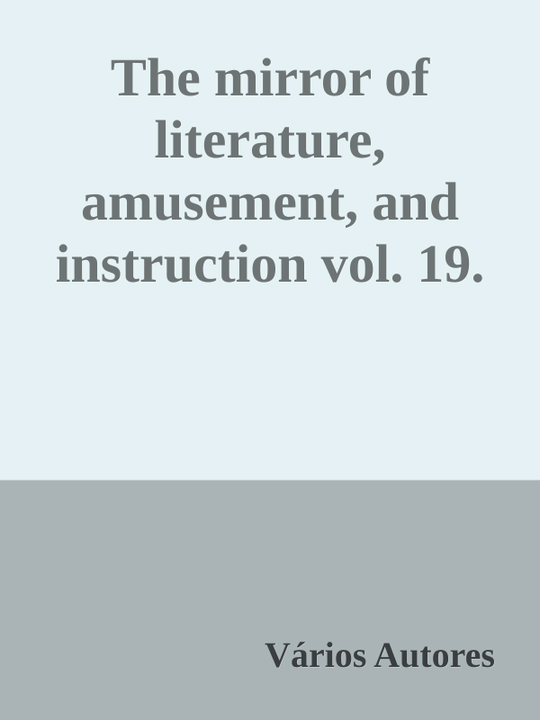 The mirror of
literature,
amusement, and
instruction vol. 19.
Vários Autores